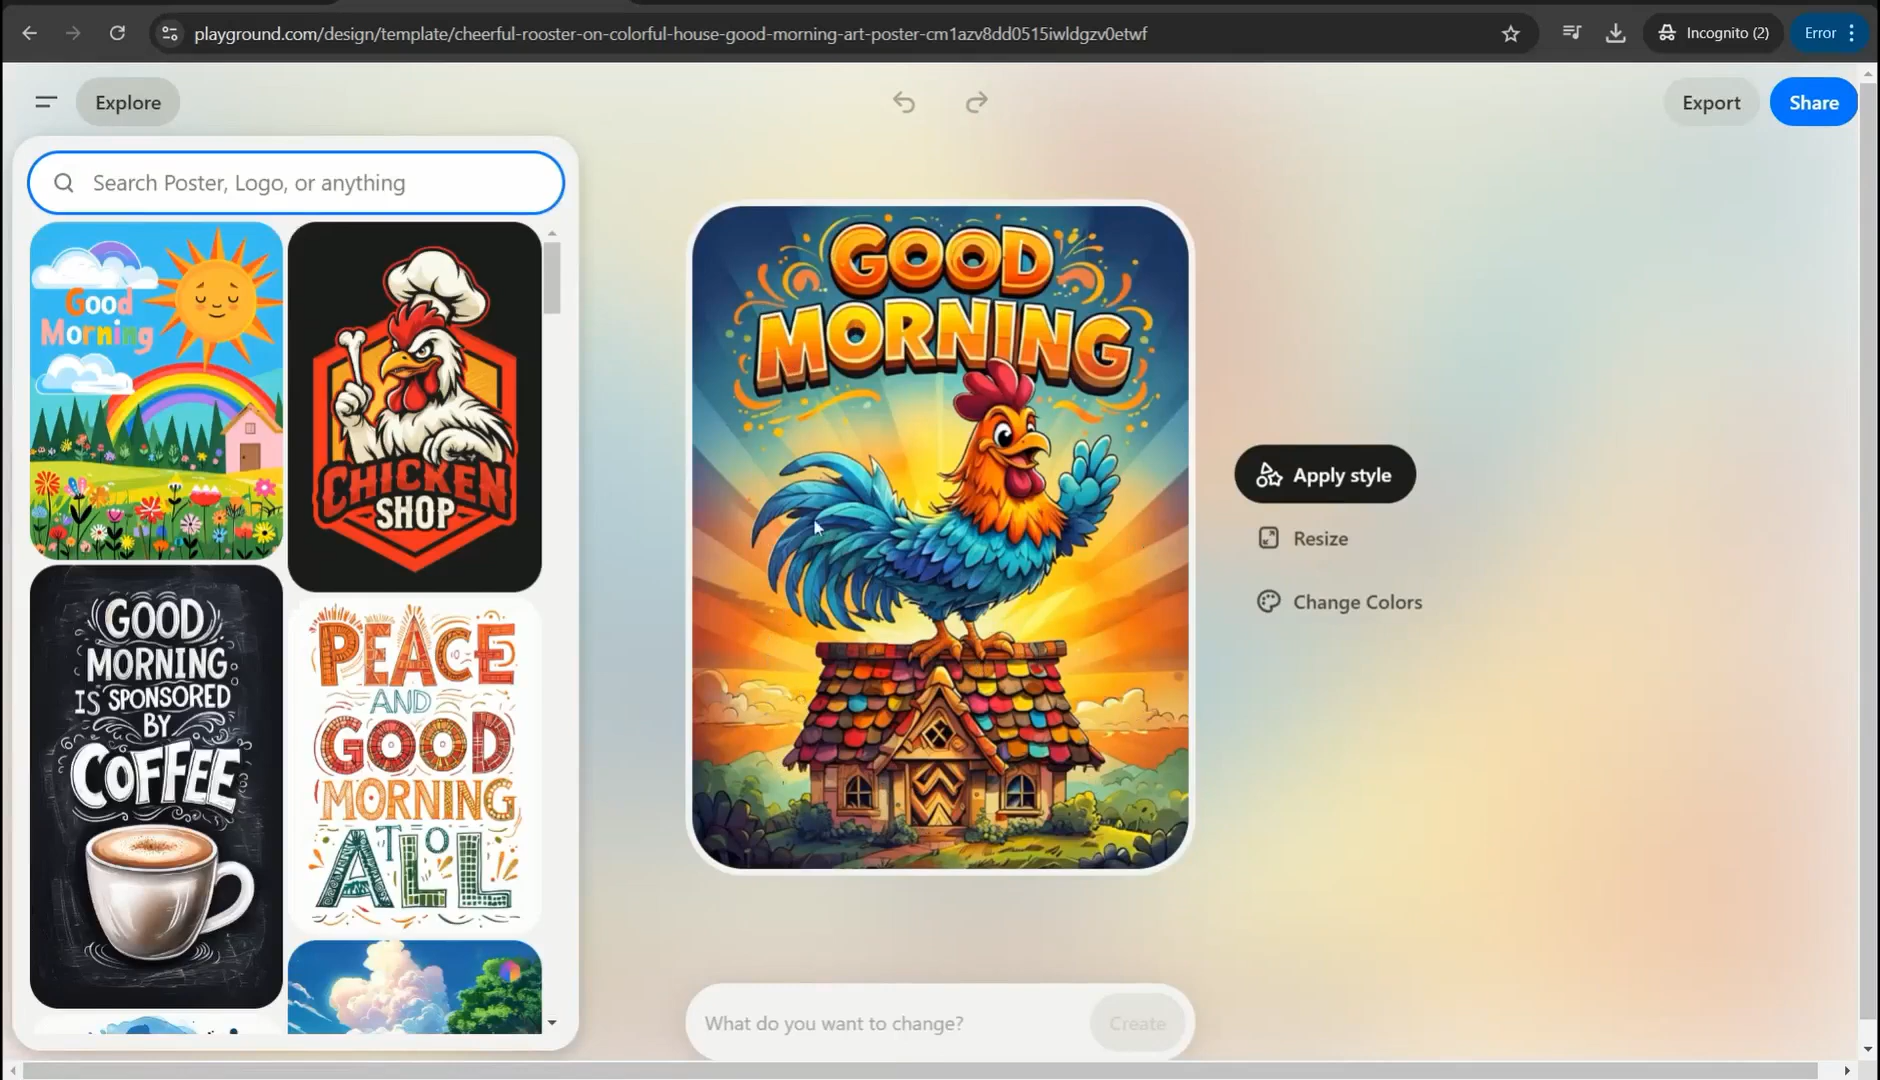 playground.com/design/template/cheerful-rooster-on-colorful-house-good-morning-art-poster-cm1azv8dd0515iwldgzv0etwf
Incognito (2)
Error
Explore
Export
Share
Search Poster, Logo, or anything
Good
Morning
CHICKEN
SHOP
GOOD
MORNING
IS SPONSORED
BY
COFFEE
PEACE
AND
GOOD
MORNING
TO
ALL
GOOD
MORNING
Apply style
Resize
Change Colors
What do you want to change?
Create